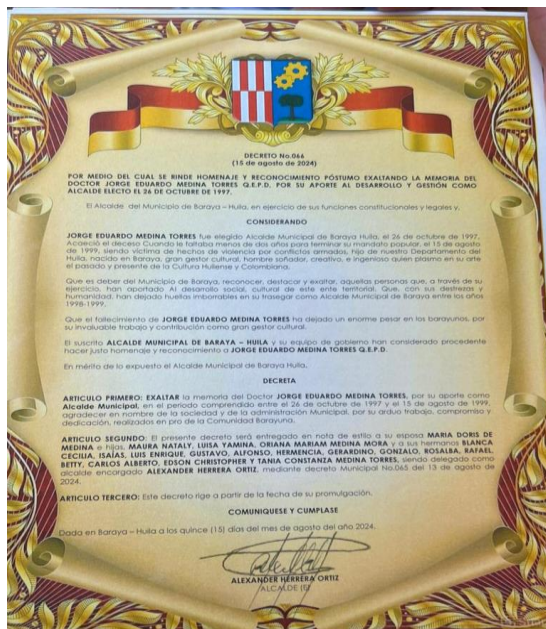 DECRETO No.066
(15 de agosto de 2024)
POR MEDIO DEL CUAL SE RINDE HOMENAJE Y RECONOCIMIENTO PÓSTUMO EXALTANDO LA MEMORIA DEL
DOCTOR JORGE EDUARDO MEDINA TORRES Q.E.P.D. POR SU APORTE AL DESARROLLO Y GESTIÓN COMO
ALCALDE ELECTO EL 26 DE OCTUBRE DE 1997.
El Alcalde del Municipio de Baraya – Huila, en ejercicio de sus funciones constitucionales y legales y,
CONSIDERANDO
JORGE EDUARDO MEDINA TORRES fue elegido Alcalde Municipal de Baraya Huila, el 26 de octubre de 1997,
Acaeció el deceso Cuando le faltaba menos de dos años para terminar su mandato popular, el 15 de agosto
de 1999, siendo víctima de hechos de violencia por conflictos armados, hijo de nuestro Departamento del
Huila, nacido en Baraya, gran gestor cultural, hombre soñador, creativo, e ingenioso quien plasmo en su arte
el pasado y presente de la Cultura Huilense y Colombiana.
Que es deber del Municipio de Baraya, reconocer, destacar y exaltar, aquellas personas que, a través de su
ejercicio, han aportado Al desarrollo social, cultural de este ente territorial. Que, con sus destrezas y
humanidad, han dejado huellas imborrables en su trasegar como Alcalde Municipal de Baraya entre los años
1998-1999.
Que el fallecimiento de JORGE EDUARDO MEDINA TORRES ha dejado un enorme pesar en los barayunos, por
su invaluable trabajo y contribución como gran gestor cultural.
El suscrito ALCALDE MUNICIPAL DE BARAYA – HUILA y su equipo de gobierno han considerado procedente
hacer justo homenaje y reconocimiento a JORGE EDUARDO MEDINA TORRES Q.E.P.D.
En mérito de lo expuesto el Alcalde Municipal de Baraya Huila.
DECRETA
ARTICULO PRIMERO: EXALTAR la memoria del Doctor JORGE EDUARDO MEDINA TORRES, por su aporte como
Alcalde Municipal, en el periodo comprendido entre el 26 de octubre de 1997 y el 15 de agosto de 1999,
agradecer en nombre de la sociedad y de la administración Municipal, por su arduo trabajo, compromiso y
dedicación, realizados en pro de la Comunidad Barayuna.
ARTICULO SEGUNDO: El presente decreto será entregado en nota de estilo a su esposa MARIA DORIS DE
MEDINA e hijas, MAURA NATALY, LUISA YAMINA, ORIANA MARIAM MEDINA MORA y a sus hermanos BLANCA
CECILIA, ISAÍAS, LUIS ENRIQUE, GUSTAVO, ALFONSO, HERMENCIA, GERARDINO, GONZALO, ROSALBA, RAFAEL,
BETTY, CARLOS ALBERTO, EDSON CHRISTOPHER Y TANIA CONSTANZA MEDINA TORRES, siendo delegado como
alcalde encargado ALEXANDER HERRERA ORTIZ, mediante decreto Municipal No.065 del 13 de agosto de
2024.
ARTICULO TERCERO: Este decreto rige a partir de la fecha de su promulgación.
COMUNIQUESE Y CUMPLASE
Dada en Baraya – Huila a los quince (15) días del mes de agosto del año 2024.
ALEXANDER HERRERA ORTIZ
ALCALDE (E)